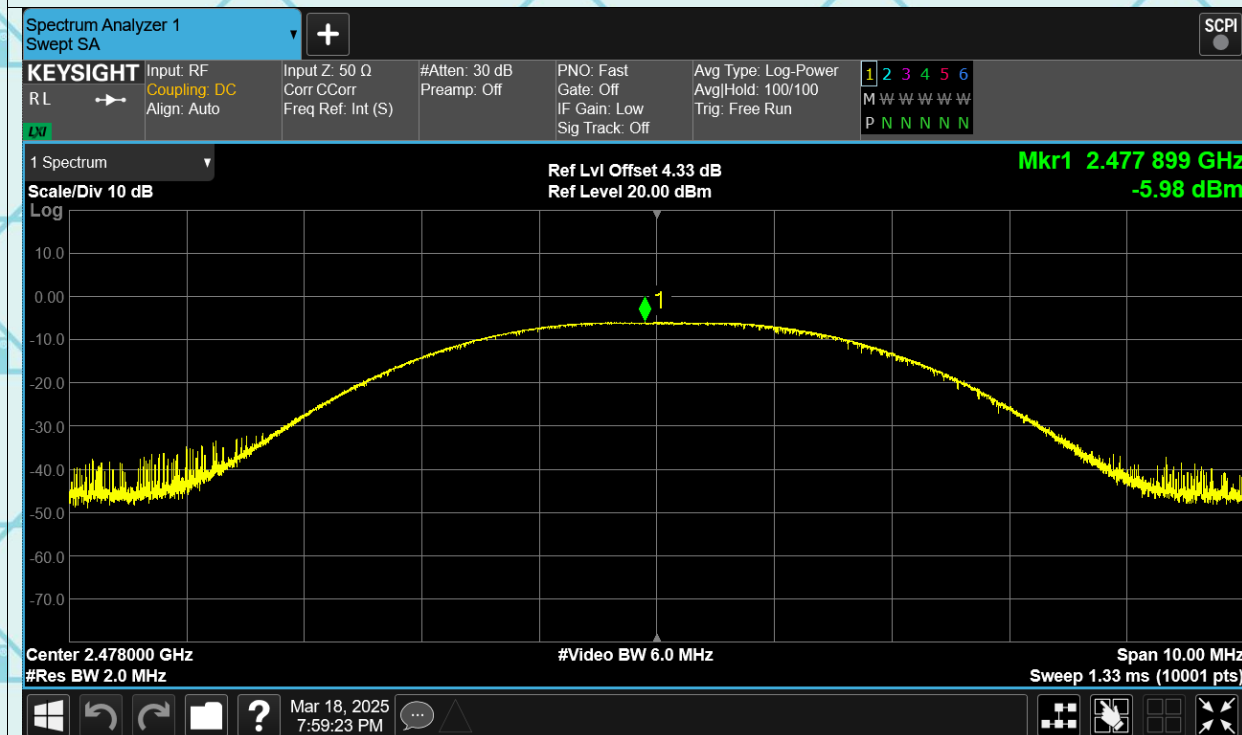 Spectrum Analyzer 1
Swept SA
+
SCPI
KEYSIGHT
R L
LXI
Input: RF
Coupling: DC
Align: Auto
Input Z: 50 Ω
Corr CCorr
Freq Ref: Int (S)
#Atten: 30 dB
Preamp: Off
PNO: Fast
Gate: Off
IF Gain: Low
Sig Track: Off
Avg Type: Log-Power
Avg|Hold: 100/100
Trig: Free Run
1 2 3 4 5 6
M W W W W W
P N N N N N
1 Spectrum
Scale/Div 10 dB
Log
Ref Lvl Offset 4.33 dB
Ref Level 20.00 dBm
Mkr1 2.477 899 GHz
-5.98 dBm
1
10.0
0.00
-10.0
-20.0
-30.0
-40.0
-50.0
-60.0
-70.0
Center 2.478000 GHz
#Res BW 2.0 MHz
#Video BW 6.0 MHz
Span 10.00 MHz
Sweep 1.33 ms (10001 pts)
?
Mar 18, 2025
7:59:23 PM